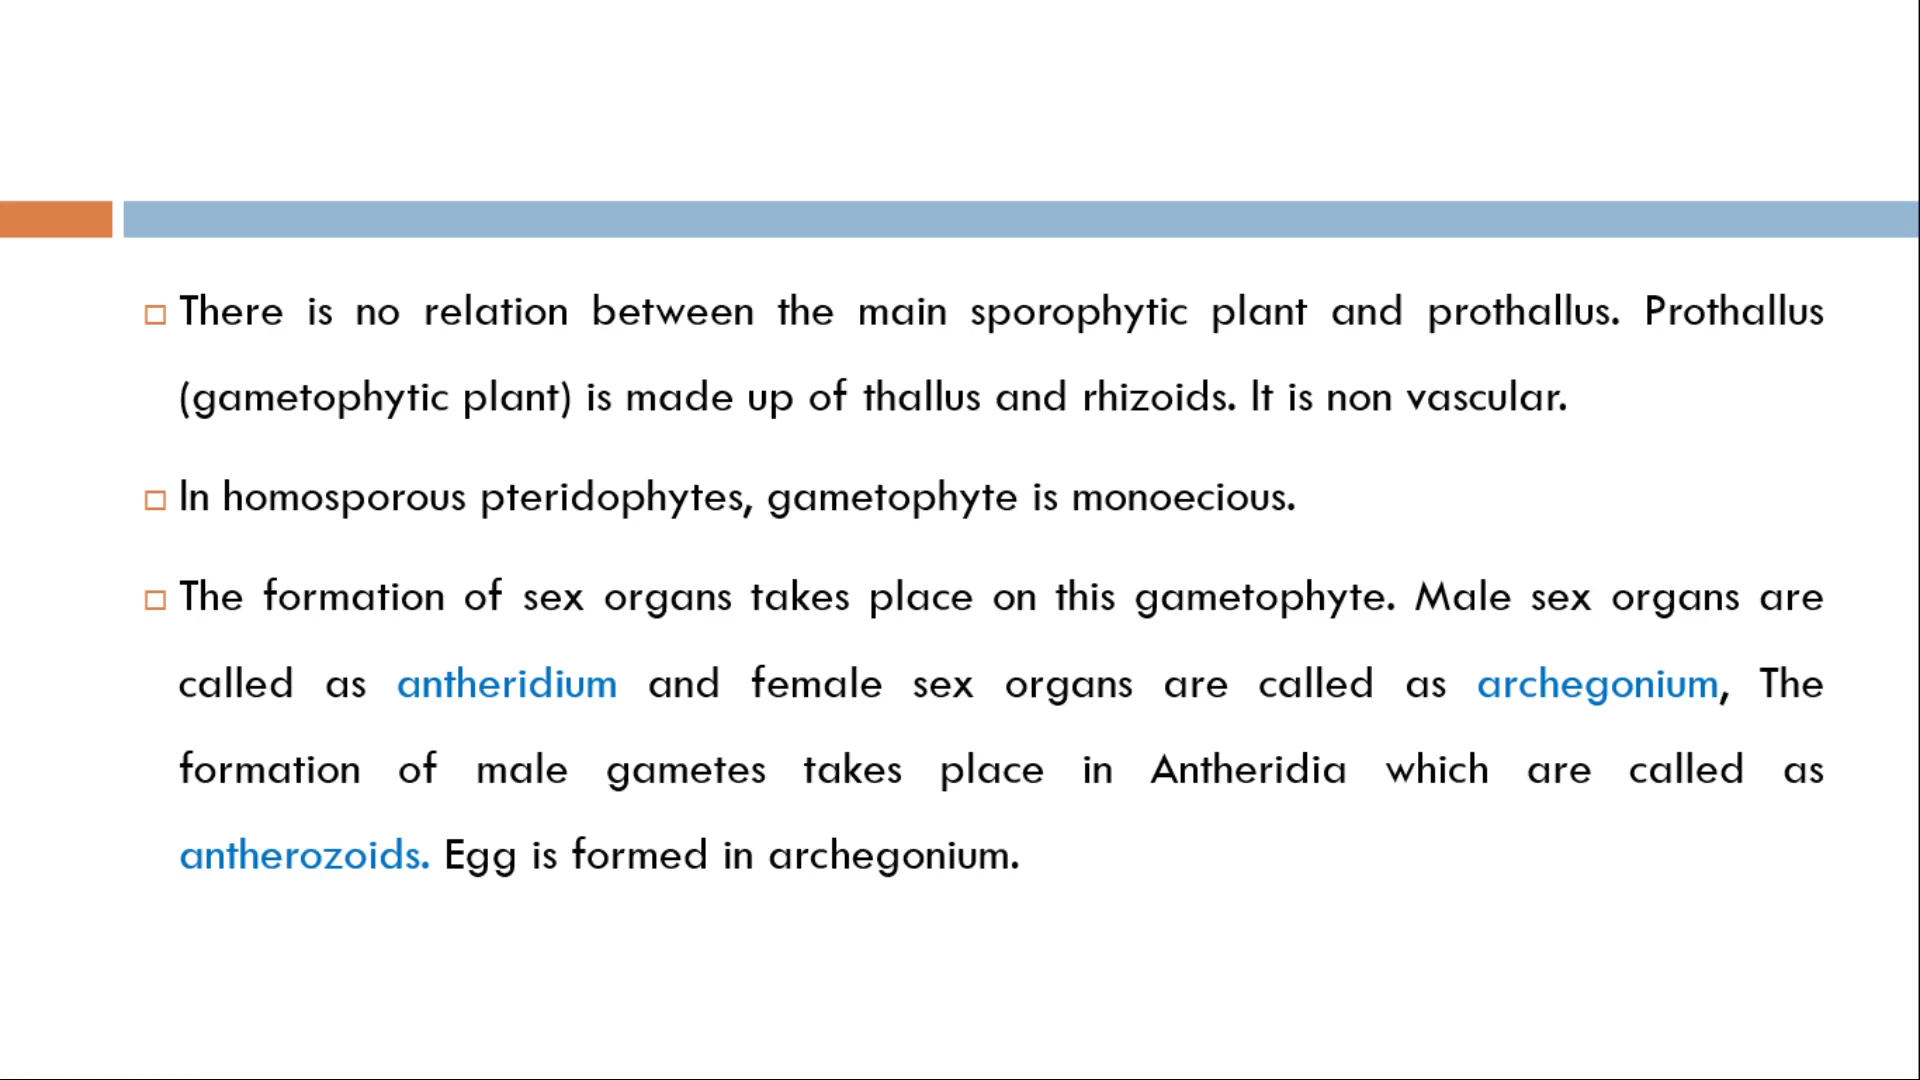 There is no relation between the main sporophytic plant and prothallus. Prothallus
(gametophytic plant) is made up of thallus and rhizoids. It is non vascular.
In homosporous pteridophytes, gametophyte is monoecious.
The formation of sex organs takes place on this gametophyte. Male sex organs are
called as antheridium and female sex organs are called as archegonium, The
formation of male gametes takes place in Antheridia which are called as
antherozoids. Egg is formed in archegonium.